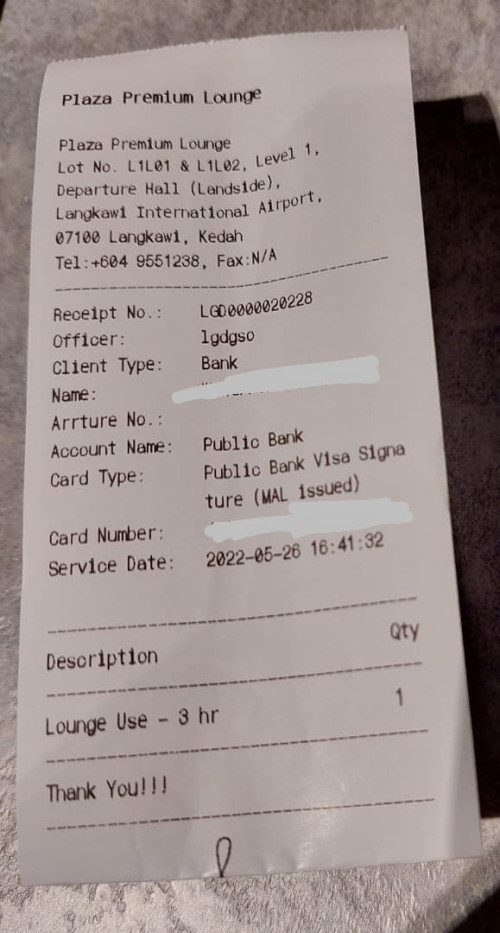 Plaza Premium Lounge
Plaza Premium Lounge
Lot No. L1L01 & L1L02, Level 1,
Departure Hall (Landside),
Langkawi International Airport,
07100 Langkawi, Kedah
Tel:+604 9551238, Fax:N/A
Receipt No.: LGD0000020228
Officer: lgdgso
Client Type: Bank
Name:
Arrture No.:
Account Name: Public Bank
Card Type: Public Bank Visa Signa
ture (MAL issued)
Card Number:
Service Date: 2022-05-26 16:41:32
Description Qty
Lounge Use - 3 hr 1
Thank You!!!